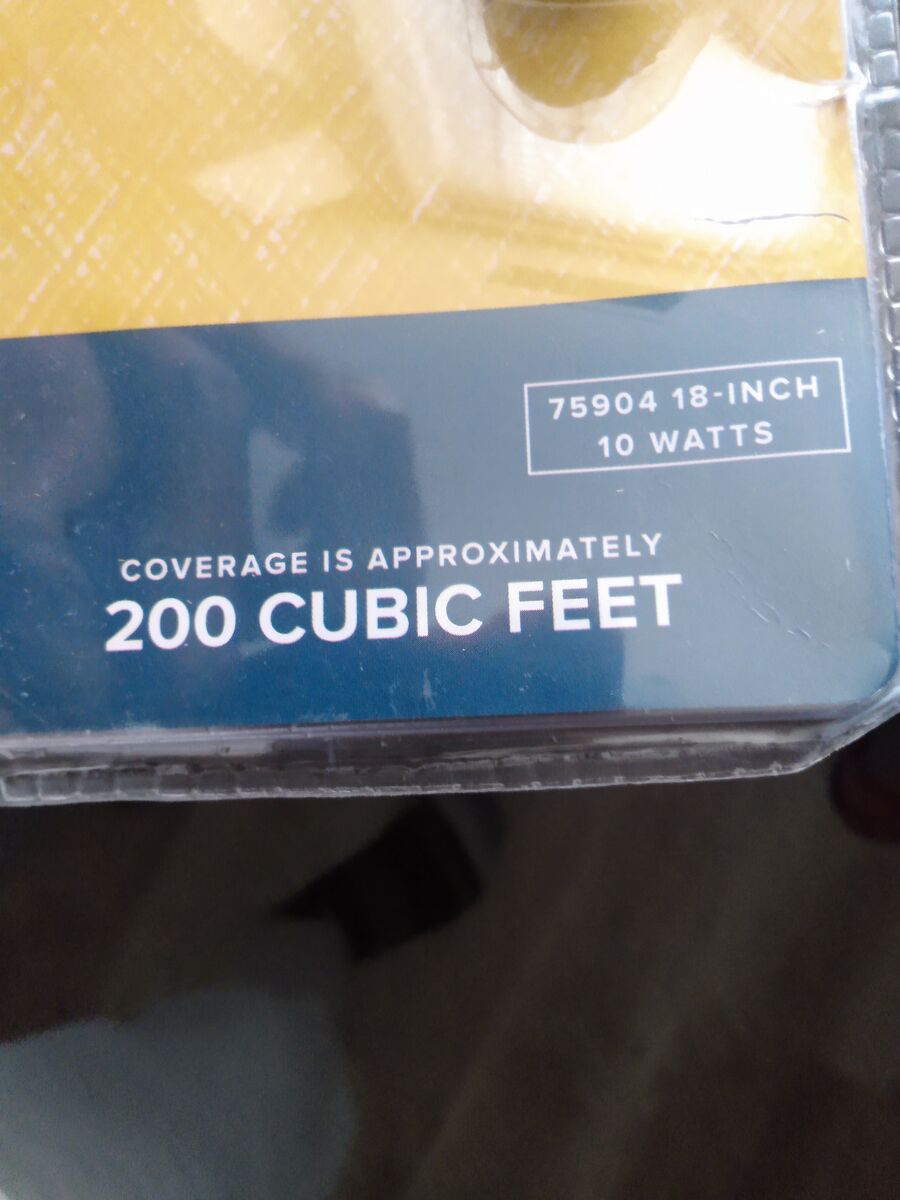 75904 18-INCH
10 WATTS
COVERAGE IS APPROXIMATELY
200 CUBIC FEET